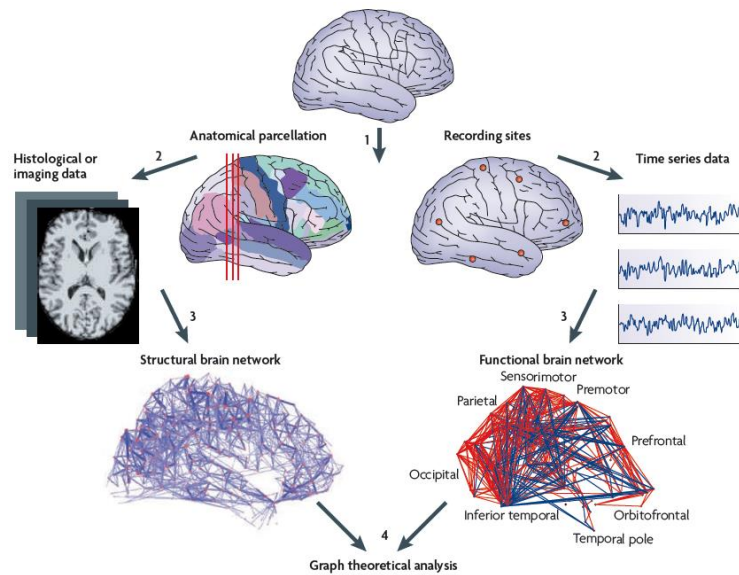 1
Anatomical parcellation
Recording sites
2
2
Histological or
imaging data
Time series data
3
3
Structural brain network
Functional brain network
Sensorimotor
Premotor
Parietal
Prefrontal
Occipital
Inferior temporal
Orbitofrontal
Temporal pole
4
Graph theoretical analysis